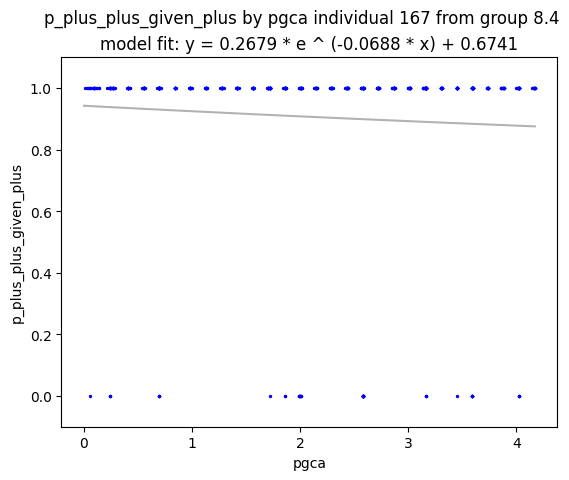 p_plus_plus_given_plus by pgca individual 167 from group 8.4
model fit: y = 0.2679 * e ^ (-0.0688 * x) + 0.6741
1.0
0.8
0.6
0.4
0.2
0.0
p_plus_plus_given_plus
0 1 2 3 4
pgca